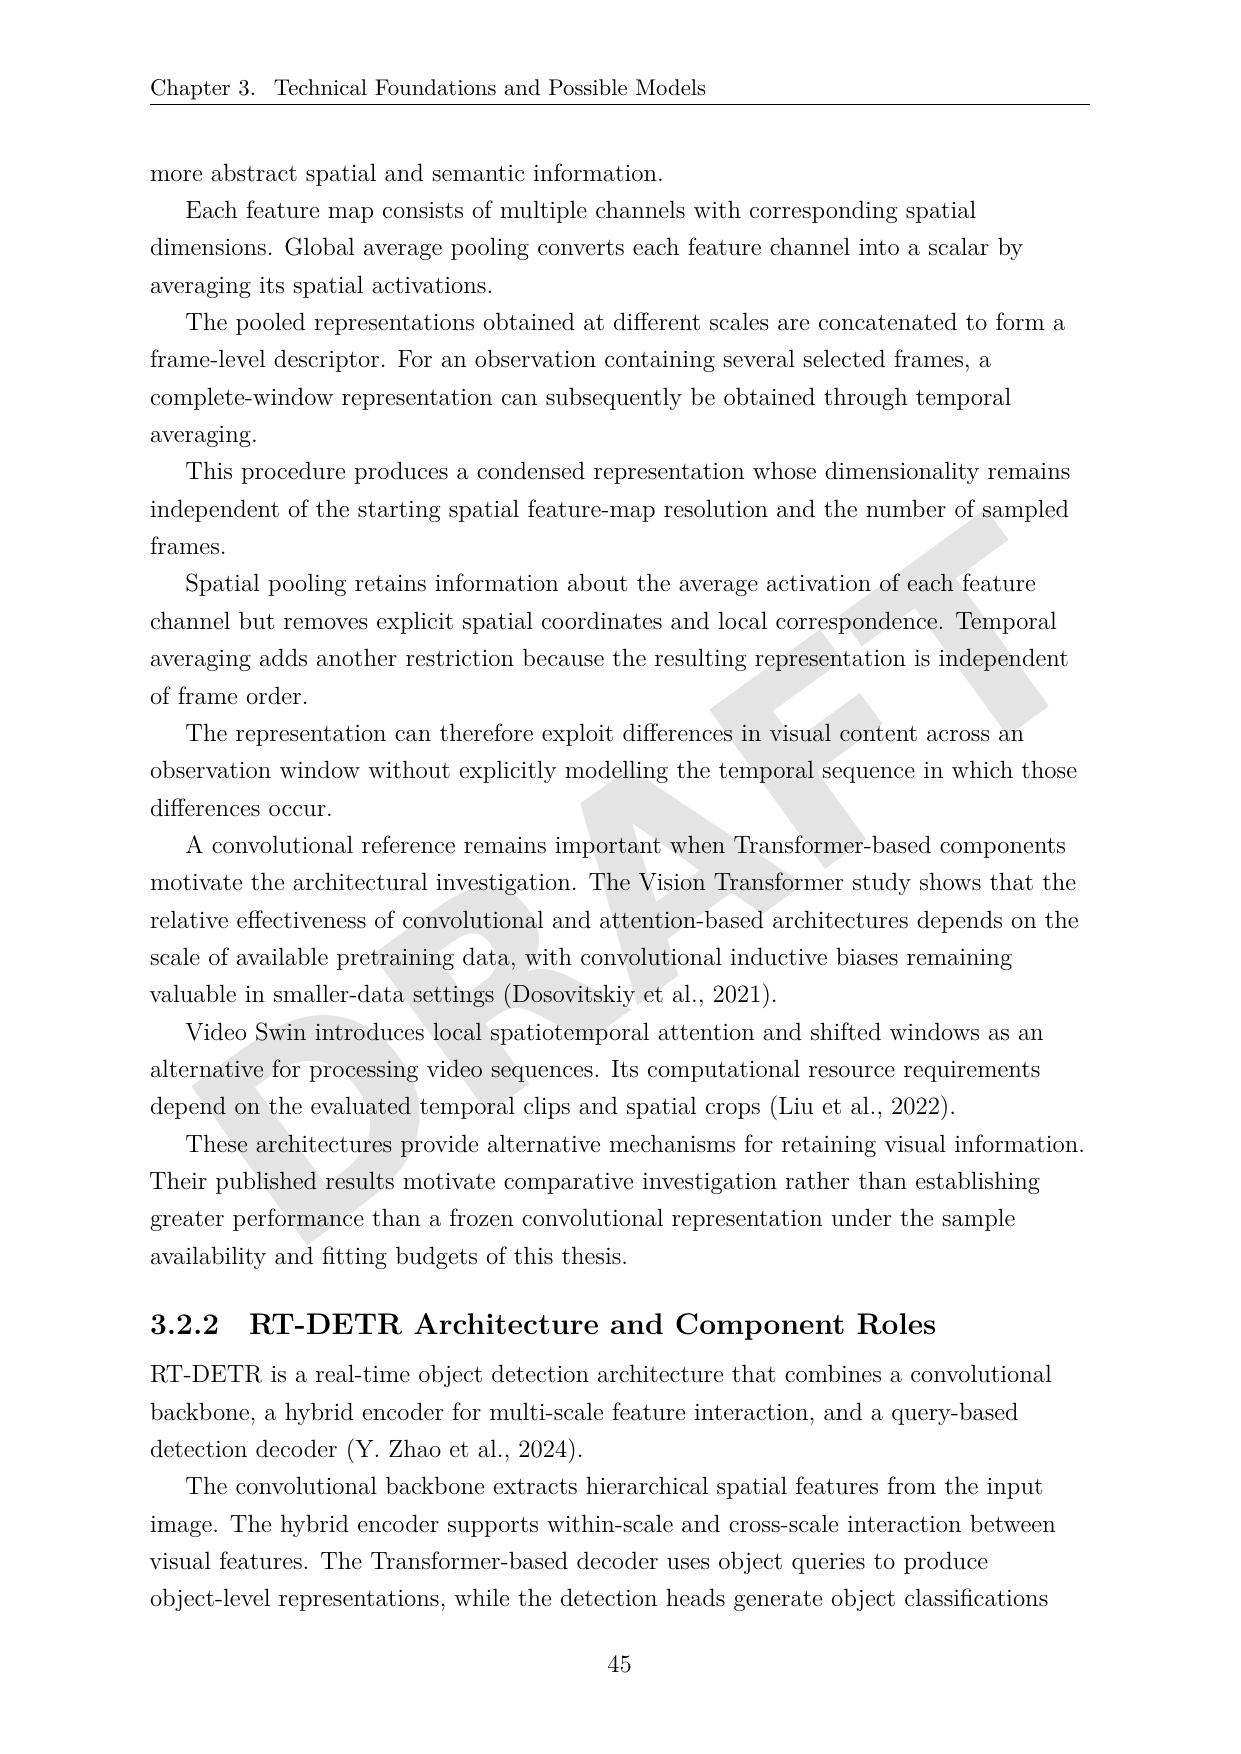 Chapter 3. Technical Foundations and Possible Models
more abstract spatial and semantic information.
Each feature map consists of multiple channels with corresponding spatial
dimensions. Global average pooling converts each feature channel into a scalar by
averaging its spatial activations.
The pooled representations obtained at different scales are concatenated to form a
frame-level descriptor. For an observation containing several selected frames, a
complete-window representation can subsequently be obtained through temporal
averaging.
This procedure produces a condensed representation whose dimensionality remains
independent of the starting spatial feature-map resolution and the number of sampled
frames.
Spatial pooling retains information about the average activation of each feature
channel but removes explicit spatial coordinates and local correspondence. Temporal
averaging adds another restriction because the resulting representation is independent
of frame order.
The representation can therefore exploit differences in visual content across an
observation window without explicitly modelling the temporal sequence in which those
differences occur.
A convolutional reference remains important when Transformer-based components
motivate the architectural investigation. The Vision Transformer study shows that the
relative effectiveness of convolutional and attention-based architectures depends on the
scale of available pretraining data, with convolutional inductive biases remaining
valuable in smaller-data settings (Dosovitskiy et al., 2021).
Video Swin introduces local spatiotemporal attention and shifted windows as an
alternative for processing video sequences. Its computational resource requirements
depend on the evaluated temporal clips and spatial crops (Liu et al., 2022).
These architectures provide alternative mechanisms for retaining visual information.
Their published results motivate comparative investigation rather than establishing
greater performance than a frozen convolutional representation under the sample
availability and fitting budgets of this thesis.
3.2.2 RT-DETR Architecture and Component Roles
RT-DETR is a real-time object detection architecture that combines a convolutional
backbone, a hybrid encoder for multi-scale feature interaction, and a query-based
detection decoder (Y. Zhao et al., 2024).
The convolutional backbone extracts hierarchical spatial features from the input
image. The hybrid encoder supports within-scale and cross-scale interaction between
visual features. The Transformer-based decoder uses object queries to produce
object-level representations, while the detection heads generate object classifications
45
DRAFT